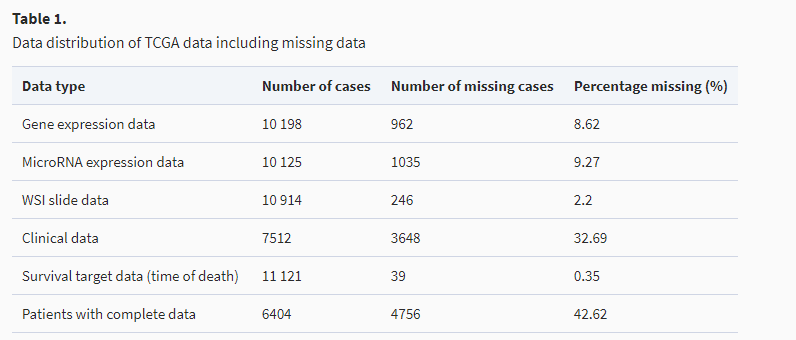 Table 1.
Data distribution of TCGA data including missing data
Data type Number of cases Number of missing cases Percentage missing (%)
Gene expression data 10 198 962 8.62
MicroRNA expression data 10 125 1035 9.27
WSI slide data 10 914 246 2.2
Clinical data 7512 3648 32.69
Survival target data (time of death) 11 121 39 0.35
Patients with complete data 6404 4756 42.62